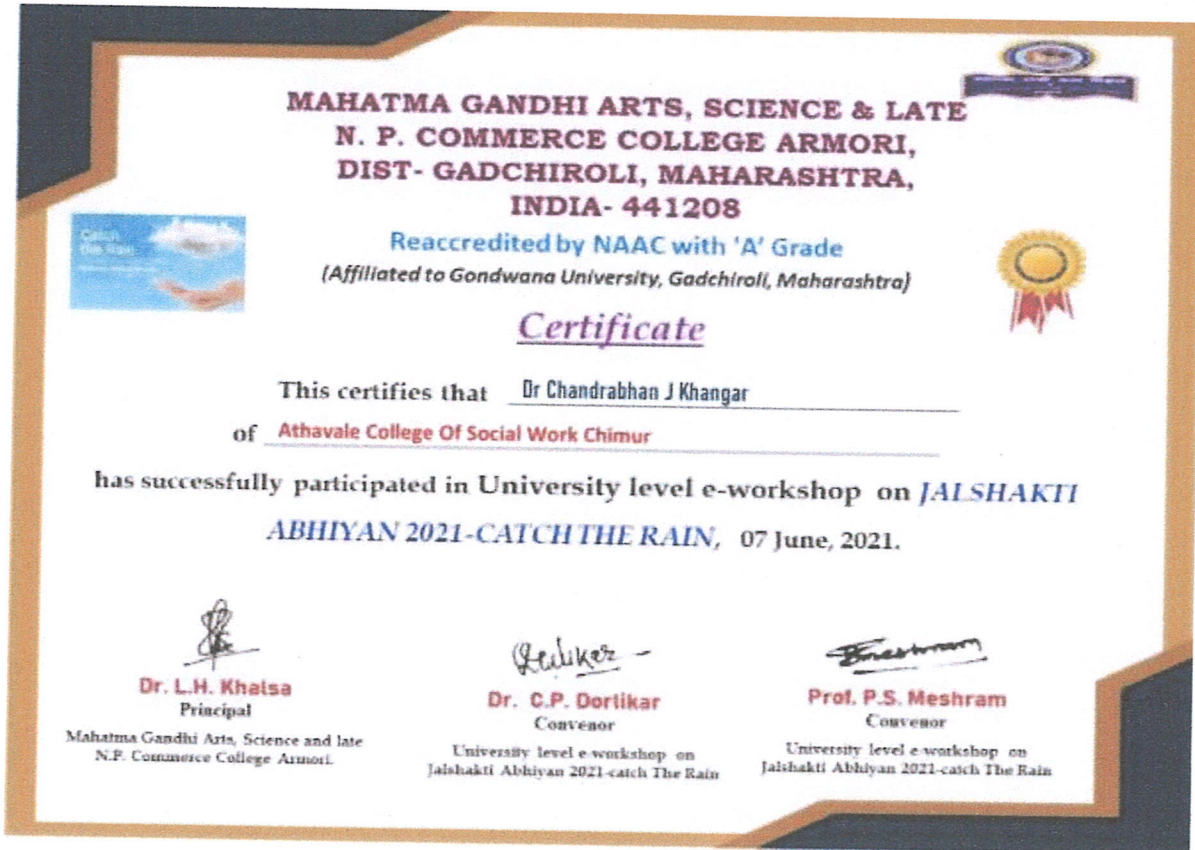 MAHATMA GANDHI ARTS, SCIENCE & LATE
N. P. COMMERCE COLLEGE ARMORI,
DIST- GADCHIROLI, MAHARASHTRA,
INDIA- 441208
Catch
the Rain
Reaccredited by NAAC with 'A' Grade
(Affiliated to Gondwana University, Gadchiroli, Maharashtra)
Certificate
This certifies that Dr Chandrabhan J Khangar
of Athavale College Of Social Work Chimur
has successfully participated in University level e-workshop on JALSHAKTI
ABHIYAN 2021-CATCH THE RAIN, 07 June, 2021.
Dr. L.H. Khalsa
Principal
Mahatma Gandhi Arts, Science and late
N.P. Commerce College Armori.
Dr. C.P. Dorlikar
Convenor
University level e-workshop on
Jalshakti Abhiyan 2021-catch The Rain
Prof. P.S. Meshram
Convenor
University level e-workshop on
Jalshakti Abhiyan 2021-catch The Rain